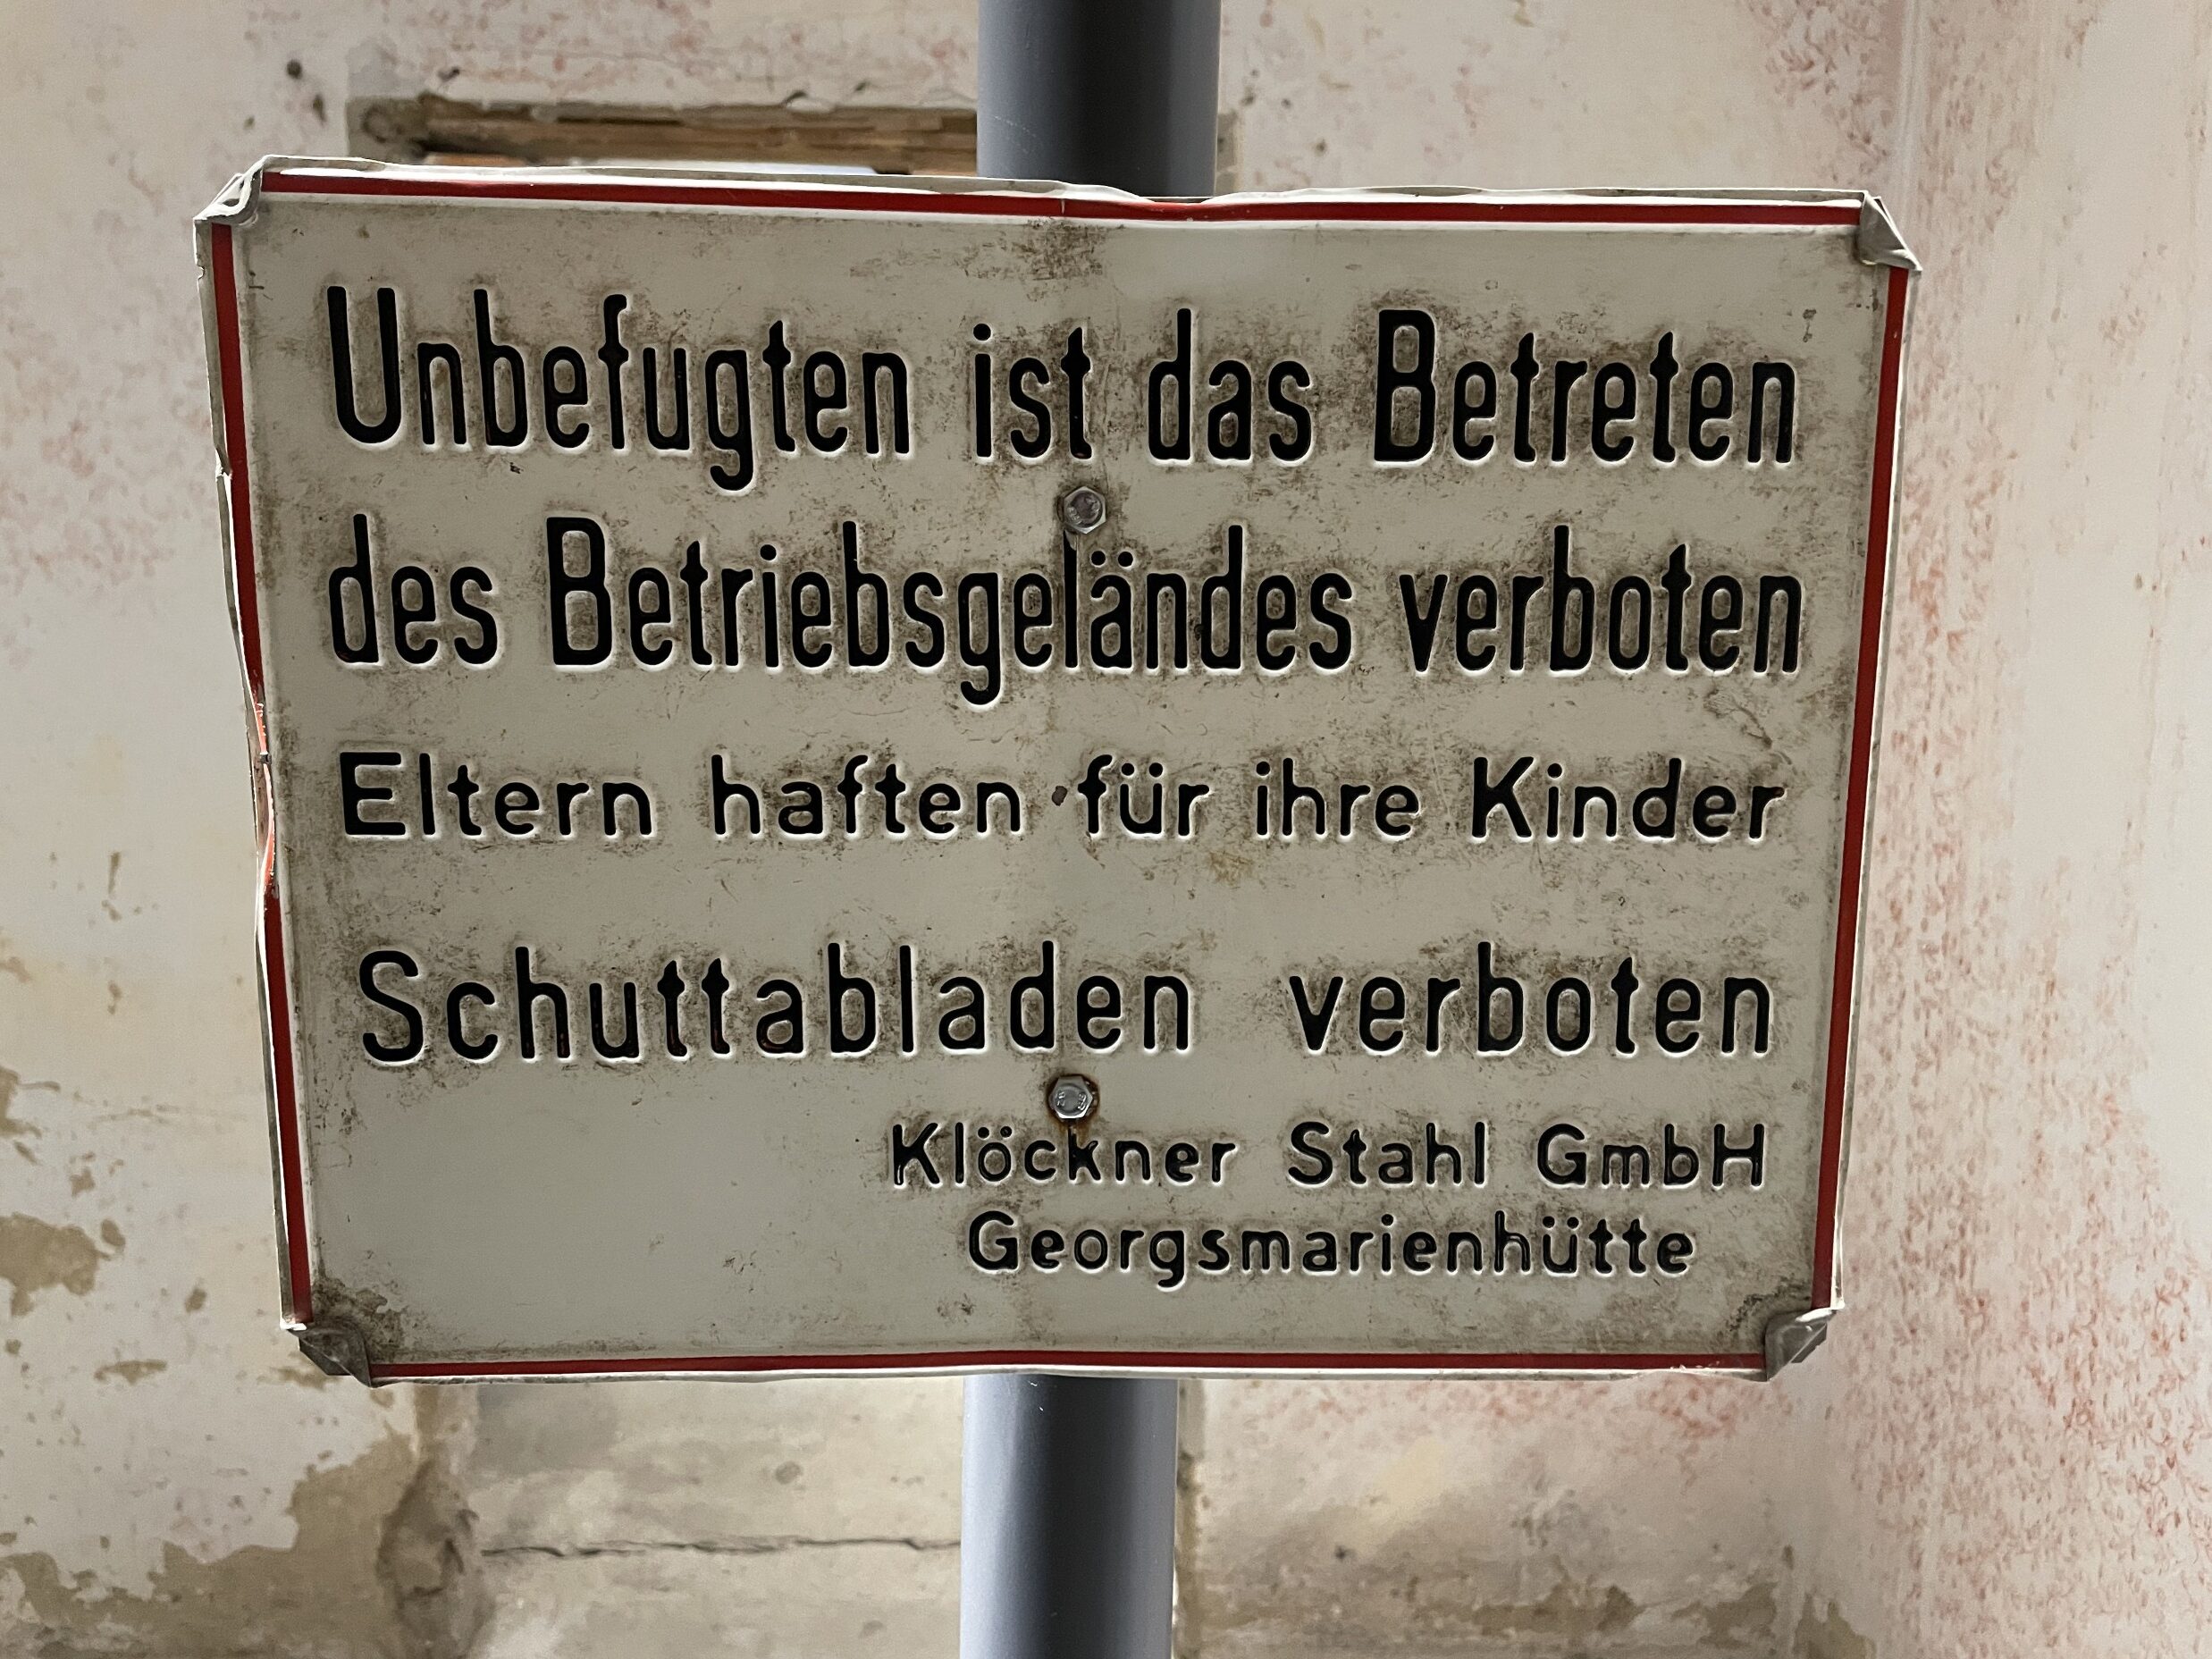 Unbefugten ist das Betreten
des Betriebsgeländes verboten
Eltern haften für ihre Kinder
Schuttabladen verboten
Klöckner Stahl GmbH
Georgsmarienhütte